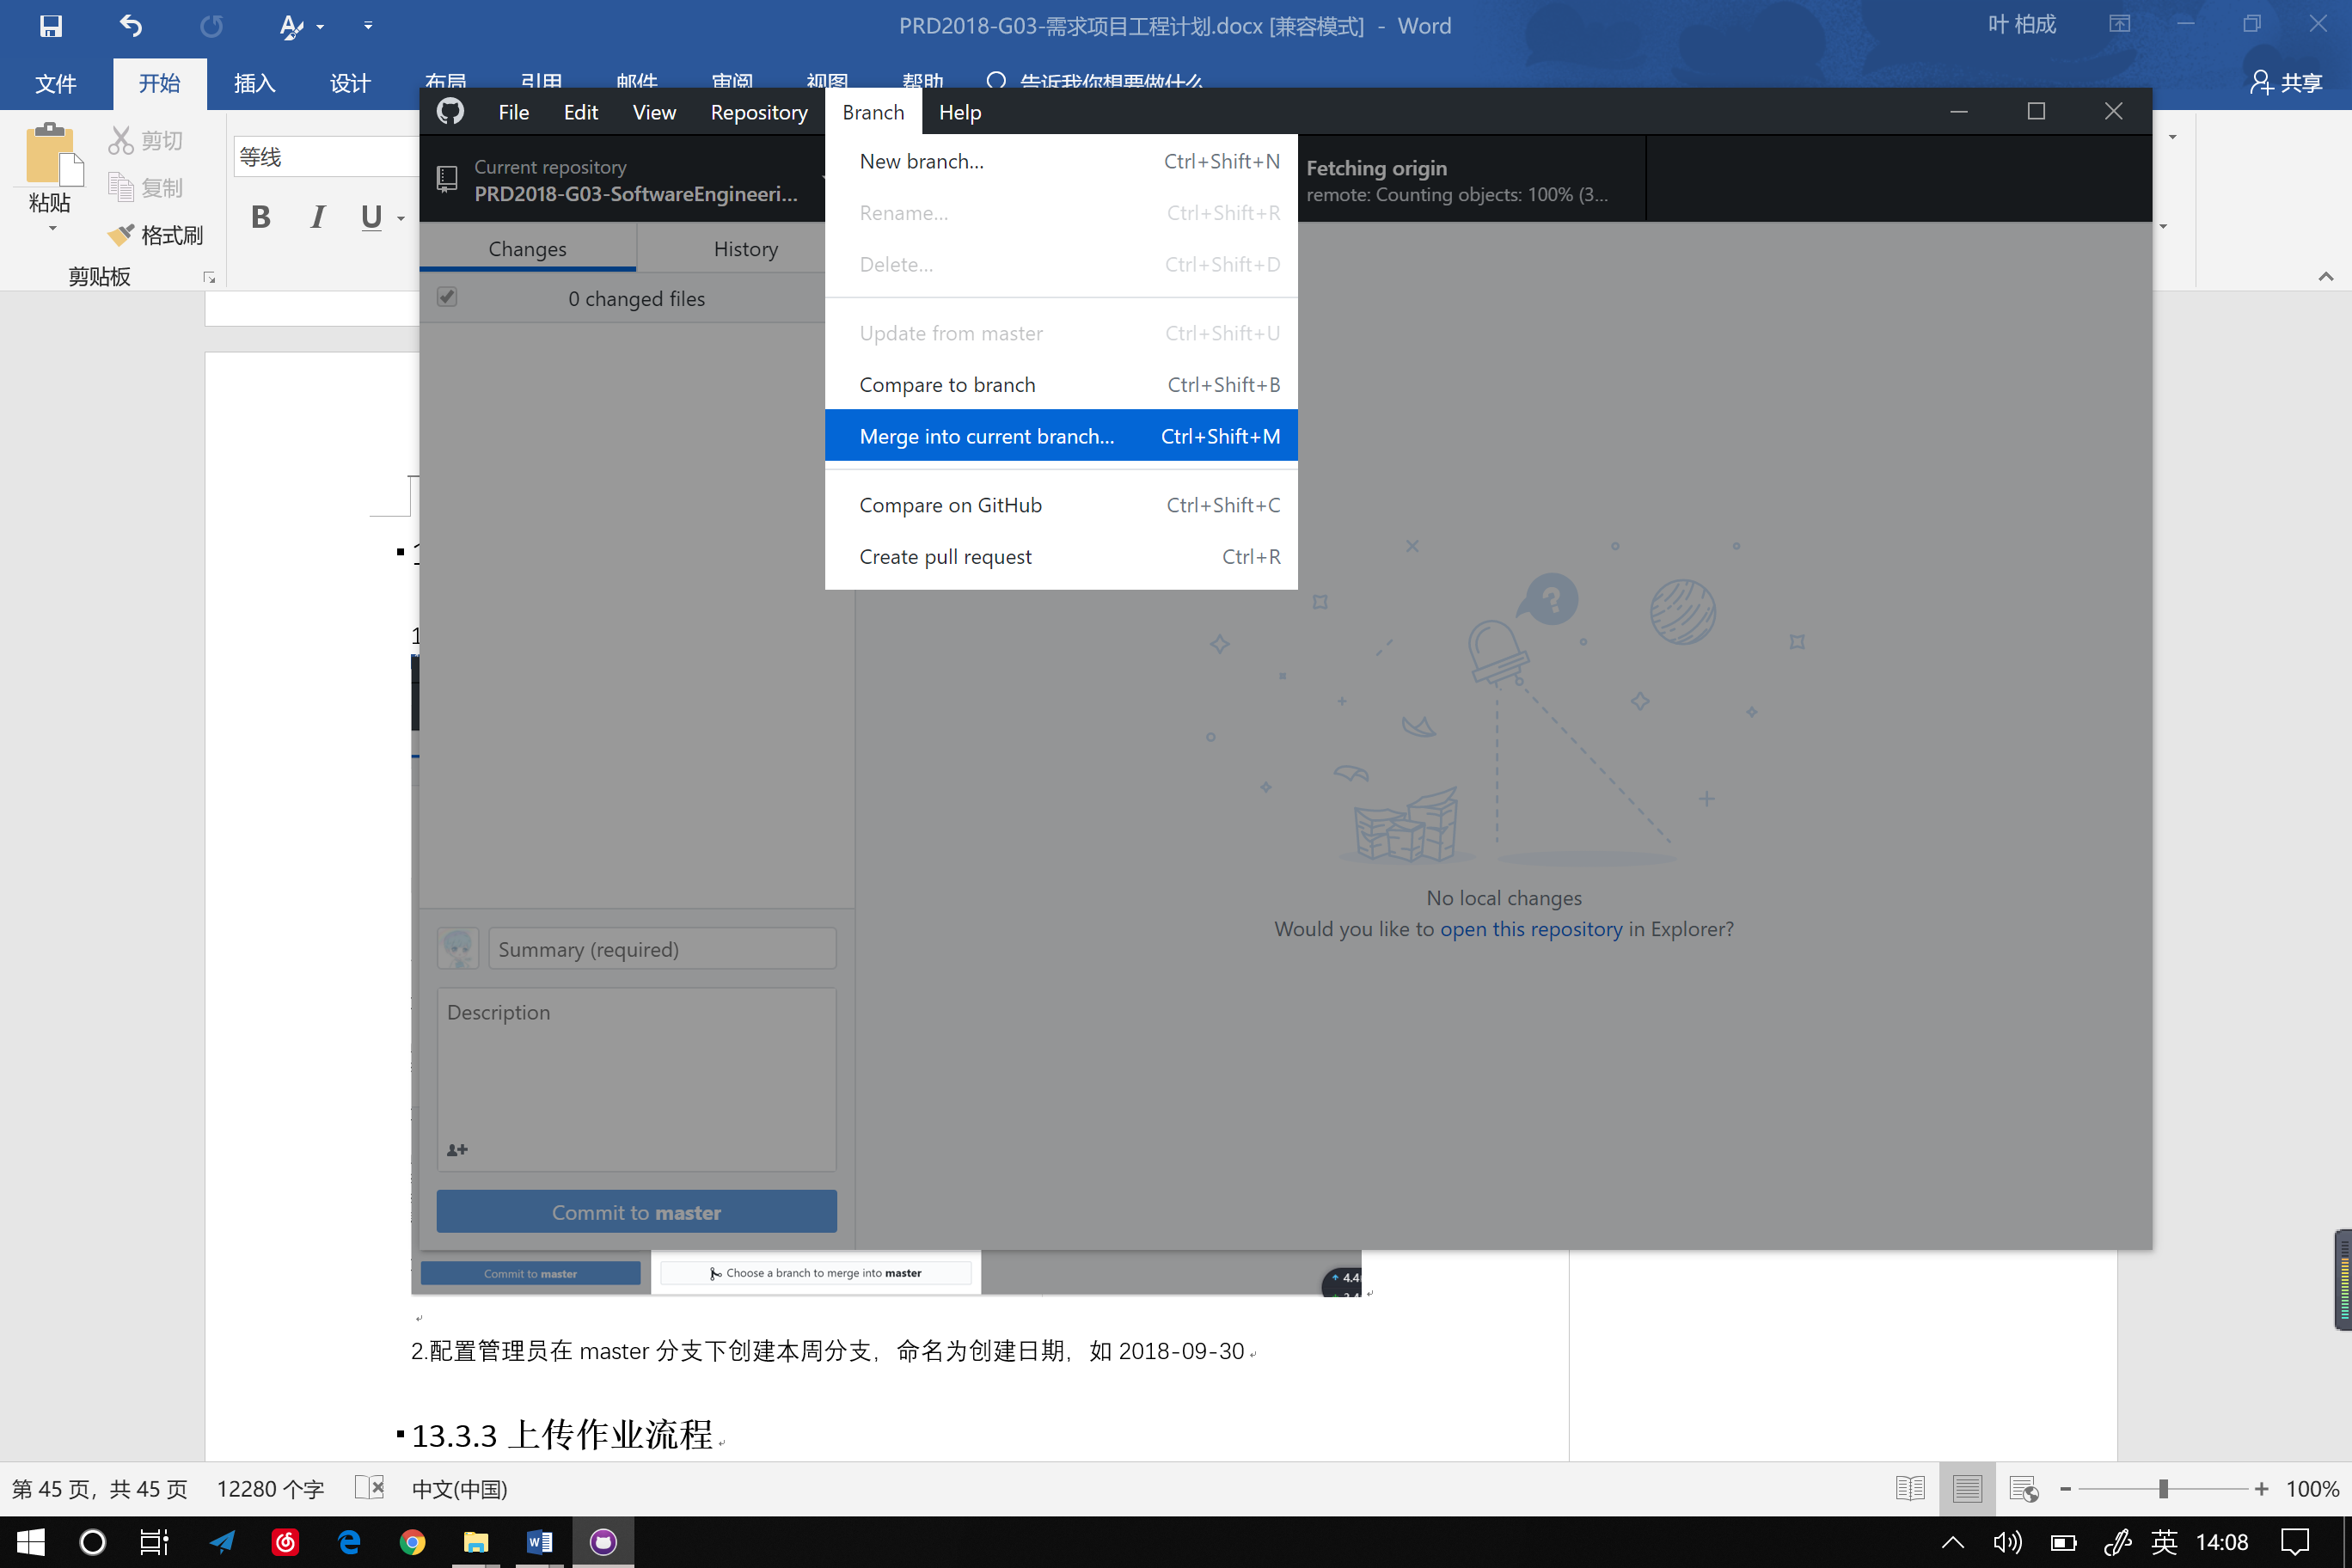 PRD2018-G03-需求项目工程计划.docx [兼容模式] - Word
叶 柏成
文件 开始 插入 设计 布局 引用 邮件 审阅 视图 帮助 告诉我你想要做什么 共享
File Edit View Repository Branch Help
粘贴
剪切
复制
格式刷
剪贴板
等线
B I U
Current repository
PRD2018-G03-SoftwareEngineeri...
Fetching origin
remote: Counting objects: 100% (3...
Changes History
0 changed files
New branch... Ctrl+Shift+N
Rename... Ctrl+Shift+R
Delete... Ctrl+Shift+D
Update from master Ctrl+Shift+U
Compare to branch Ctrl+Shift+B
Merge into current branch... Ctrl+Shift+M
Compare on GitHub Ctrl+Shift+C
Create pull request Ctrl+R
No local changes
Would you like to open this repository in Explorer?
Summary (required)
Description
Commit to master
Commit to master
Choose a branch to merge into master
4.4
2.配置管理员在 master 分支下创建本周分支，命名为创建日期，如 2018-09-30
13.3.3 上传作业流程
第 45 页，共 45 页 12280 个字 中文(中国) 100%
英 14:08